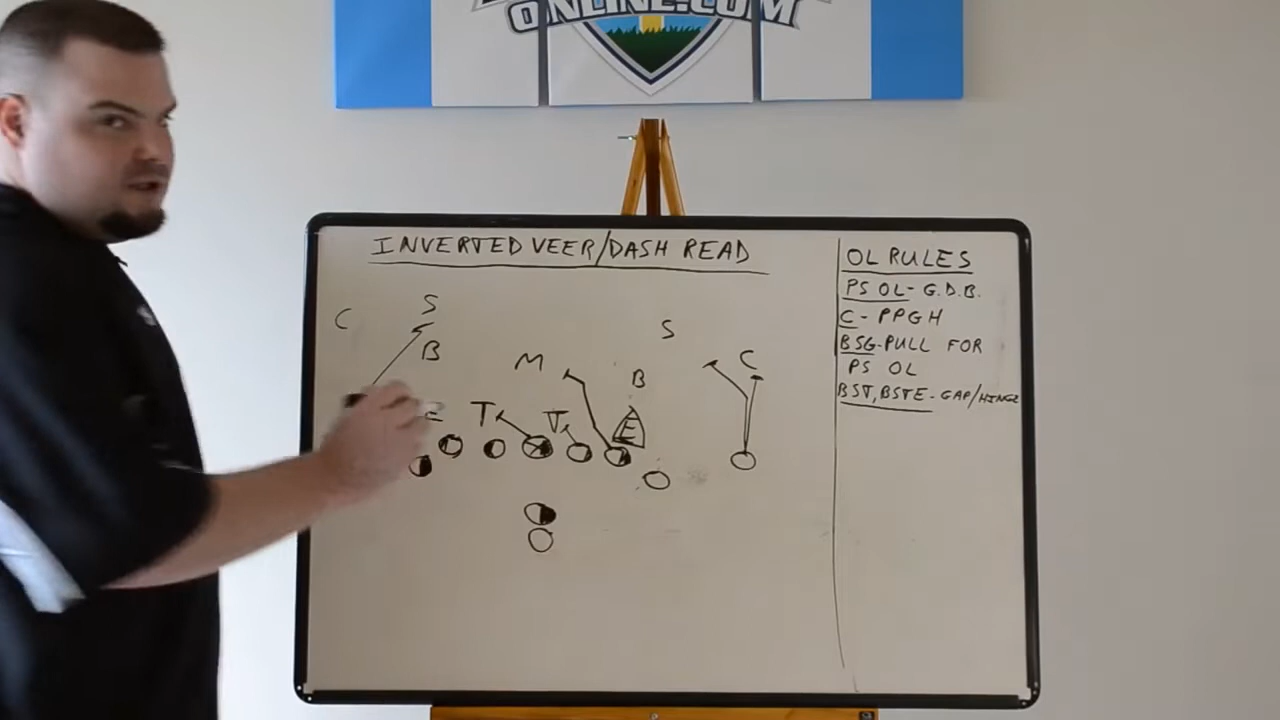 ONLINE.COM
INVERTED VEER/DASH READ
OL RULES
PS OL- G.D.B.
C - PPGH
BSG-PULL FOR
PS OL
BST, BSTE - GAP/HINGE
C S S
B M B C
E T T E